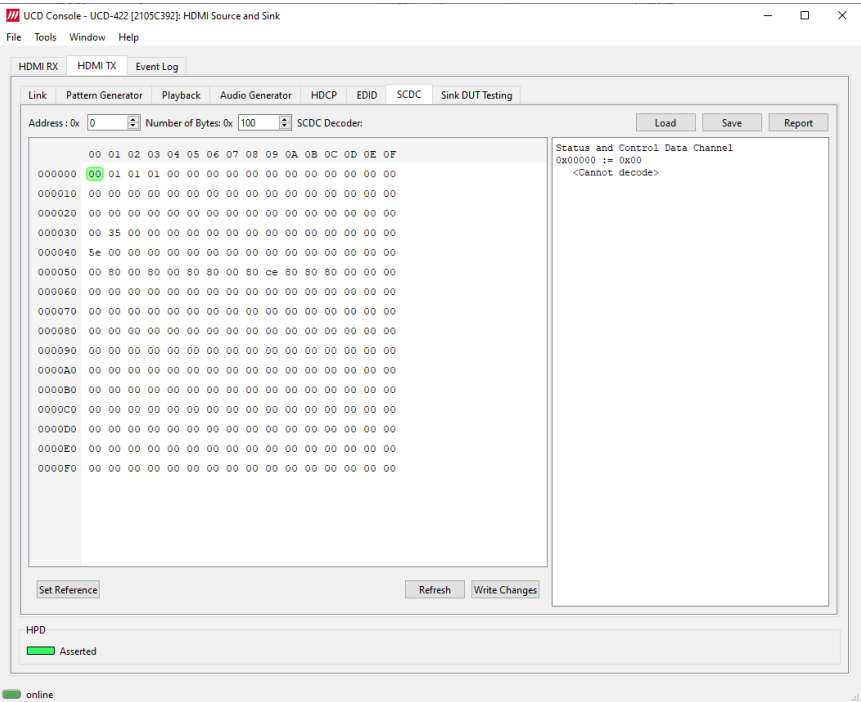 UCD Console - UCD-422 [2105C392]: HDMI Source and Sink
File Tools Window Help
HDMI RX HDMI TX Event Log
Link Pattern Generator Playback Audio Generator HDCP EDID SCDC Sink DUT Testing
Address : 0x 0 Number of Bytes: 0x 100 SCDC Decoder: Load Save Report
00 01 02 03 04 05 06 07 08 09 0A 0B 0C 0D 0E 0F
000000 00 01 01 01 00 00 00 00 00 00 00 00 00 00 00 00
000010 00 00 00 00 00 00 00 00 00 00 00 00 00 00 00 00
000020 00 00 00 00 00 00 00 00 00 00 00 00 00 00 00 00
000030 00 35 00 00 00 00 00 00 00 00 00 00 00 00 00 00
000040 5e 00 00 00 00 00 00 00 00 00 00 00 00 00 00 00
000050 00 80 00 80 00 80 80 00 80 ce 80 80 80 00 00 00
000060 00 00 00 00 00 00 00 00 00 00 00 00 00 00 00 00
000070 00 00 00 00 00 00 00 00 00 00 00 00 00 00 00 00
000080 00 00 00 00 00 00 00 00 00 00 00 00 00 00 00 00
000090 00 00 00 00 00 00 00 00 00 00 00 00 00 00 00 00
0000A0 00 00 00 00 00 00 00 00 00 00 00 00 00 00 00 00
0000B0 00 00 00 00 00 00 00 00 00 00 00 00 00 00 00 00
0000C0 00 00 00 00 00 00 00 00 00 00 00 00 00 00 00 00
0000D0 00 00 00 00 00 00 00 00 00 00 00 00 00 00 00 00
0000E0 00 00 00 00 00 00 00 00 00 00 00 00 00 00 00 00
0000F0 00 00 00 00 00 00 00 00 00 00 00 00 00 00 00 00
Status and Control Data Channel
0x00000 := 0x00
<Cannot decode>
Set Reference Refresh Write Changes
HPD
Asserted
online